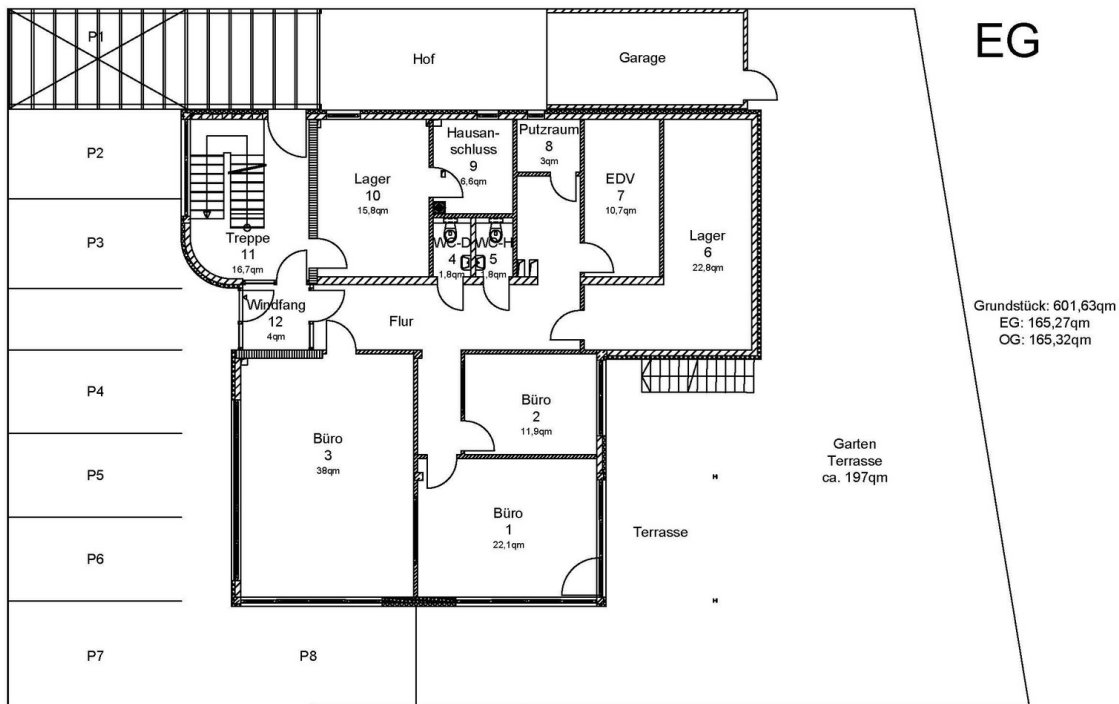 EG
P1
Hof
Garage
P2
P3
P4
P5
P6
P7
P8
Treppe
11
16,7qm
Lager
10
15,8qm
Hausan-
schluss
9
6,6qm
Putzraum
8
3qm
EDV
7
10,7qm
Lager
6
22,8qm
WC-D
4
1,8qm
WC-H
5
1,8qm
Windfang
12
4qm
Flur
Büro
3
38qm
Büro
2
11,9qm
Büro
1
22,1qm
Terrasse
Garten
Terrasse
ca. 197qm
Grundstück: 601,63qm
EG: 165,27qm
OG: 165,32qm